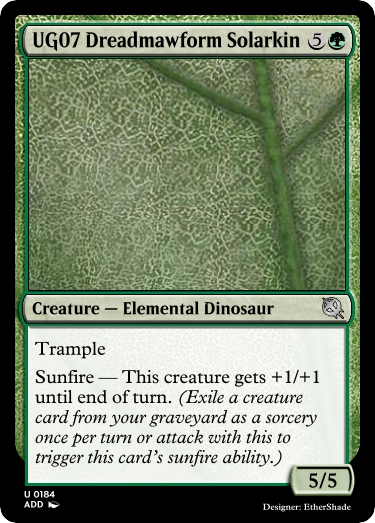 UG07 Dreadmawform Solarkin 5
Creature — Elemental Dinosaur
Trample
Sunfire — This creature gets +1/+1
until end of turn. (Exile a creature
card from your graveyard as a sorcery
once per turn or attack with this to
trigger this card's sunfire ability.)
5/5
U 0184
ADD
Designer: EtherShade